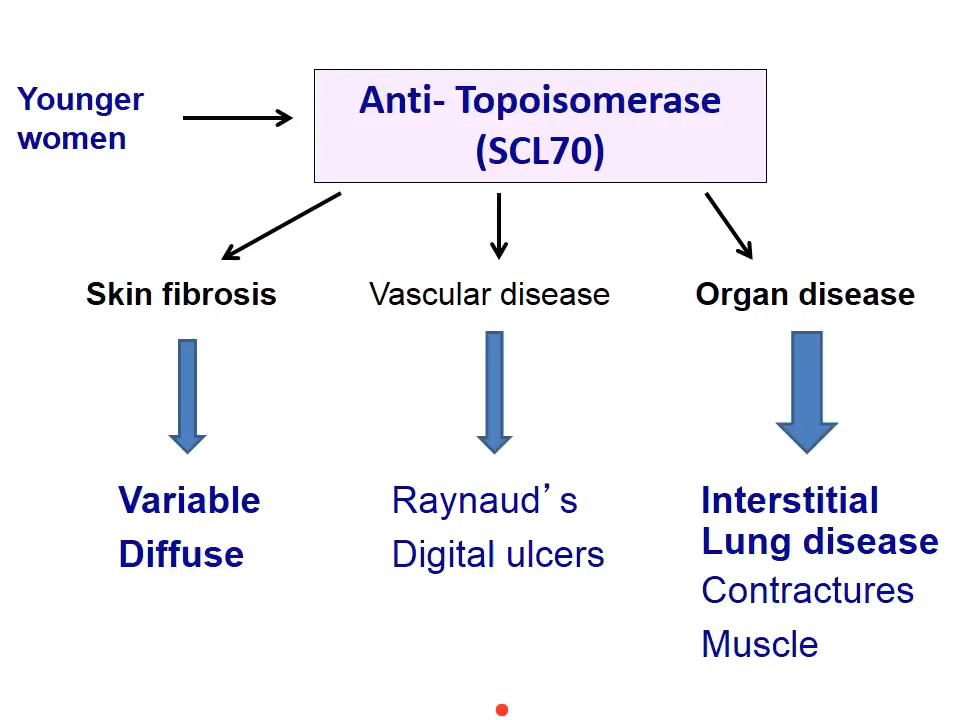 Younger
women
Anti- Topoisomerase
(SCL70)
Skin fibrosis
Vascular disease
Organ disease
Variable
Diffuse
Raynaud’s
Digital ulcers
Interstitial
Lung disease
Contractures
Muscle